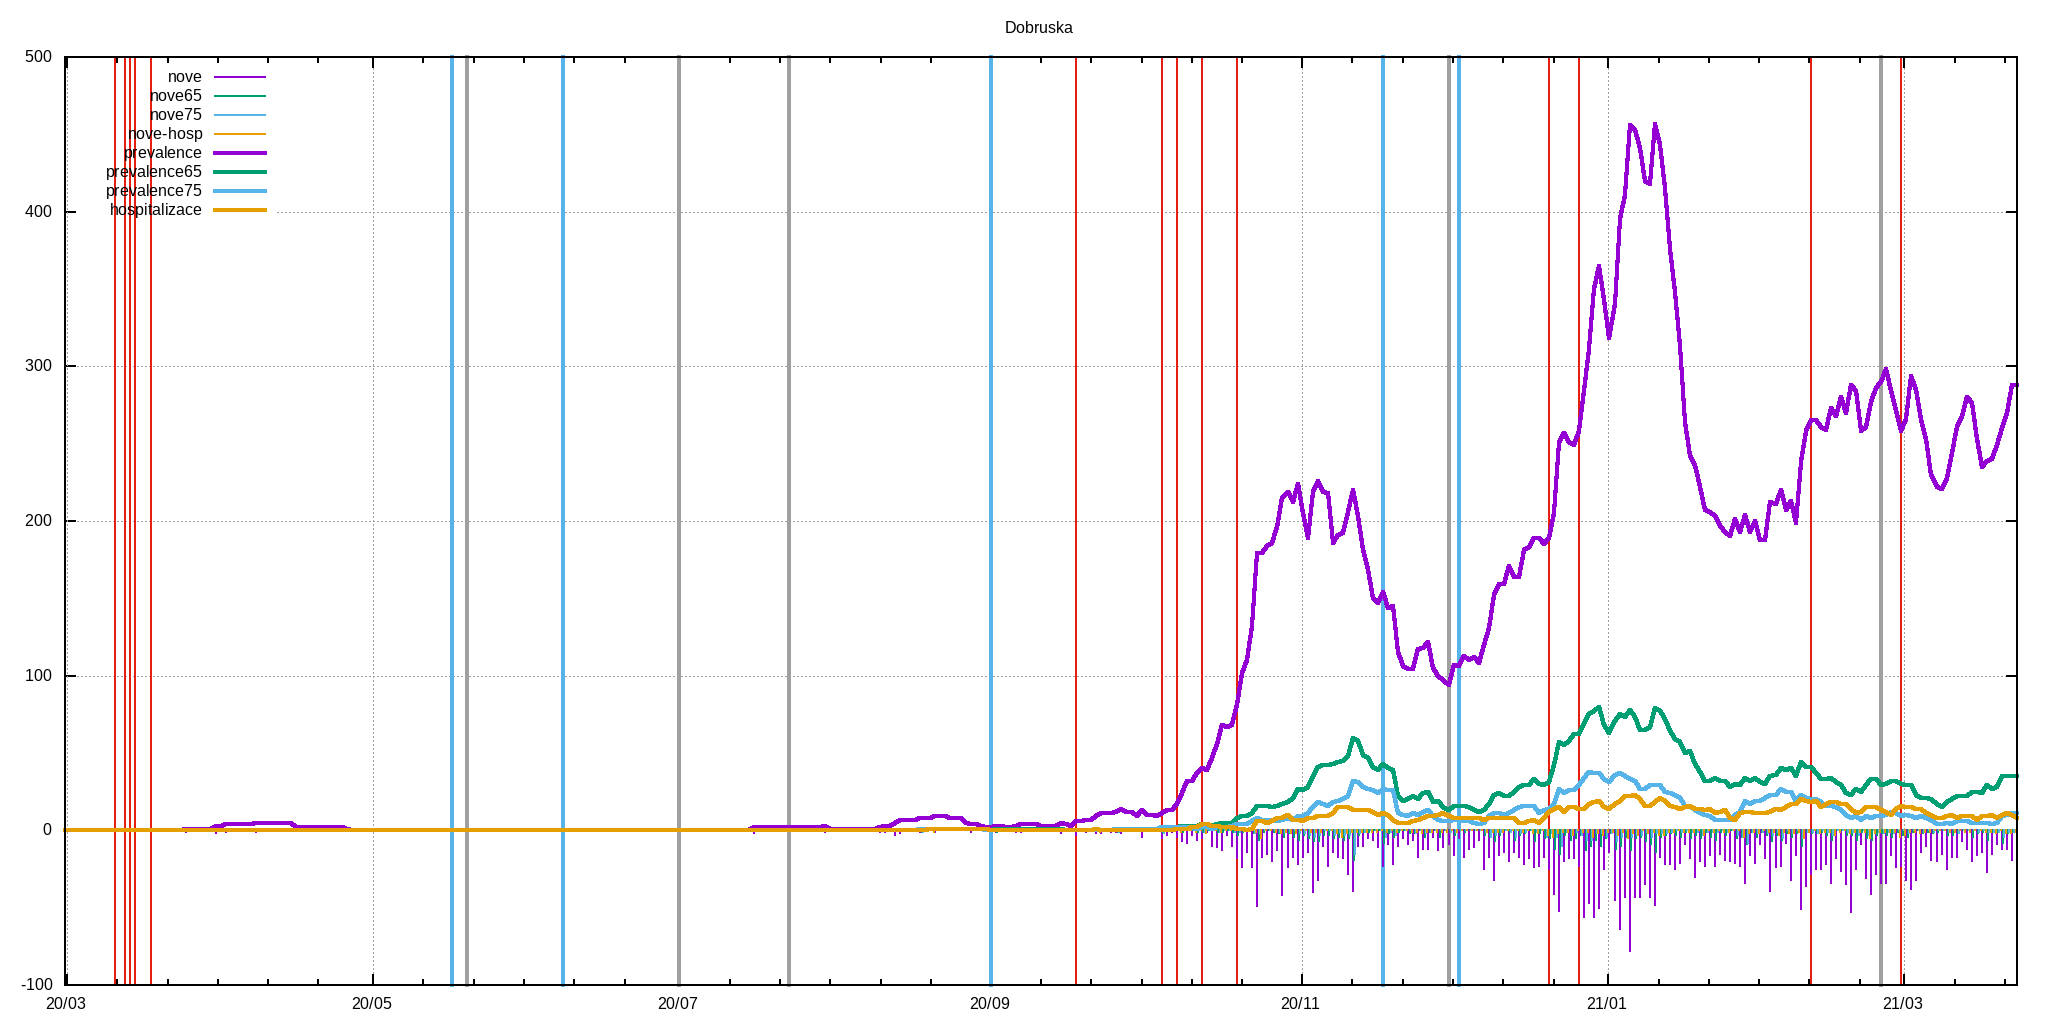 Dobruska
500
400
300
200
100
0
-100
nove
nove65
nove75
nove-hosp
prevalence
prevalence65
prevalence75
hospitalizace
20/03 20/05 20/07 20/09 20/11 21/01 21/03